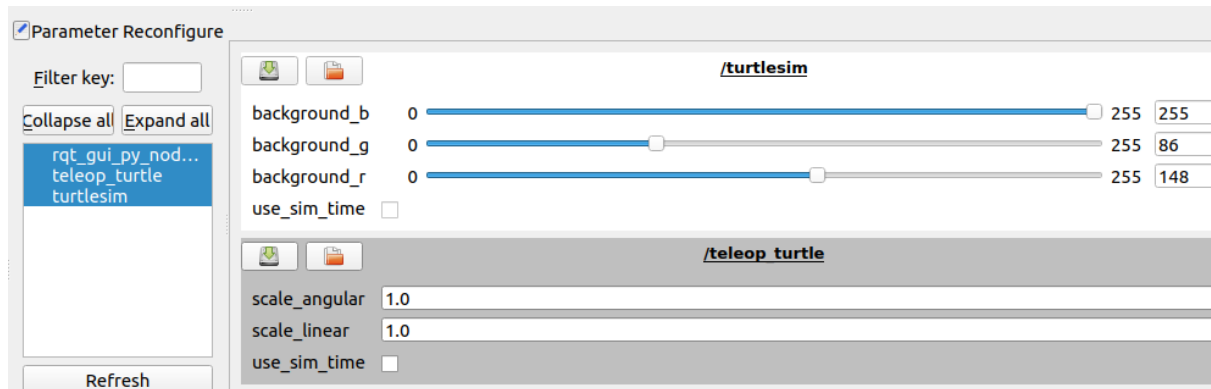 Parameter Reconfigure
Filter key:
Collapse all Expand all
rqt_gui_py_nod...
teleop_turtle
turtlesim
Refresh
/turtlesim
background_b 0 255 255
background_g 0 255 86
background_r 0 255 148
use_sim_time
/teleop_turtle
scale_angular 1.0
scale_linear 1.0
use_sim_time